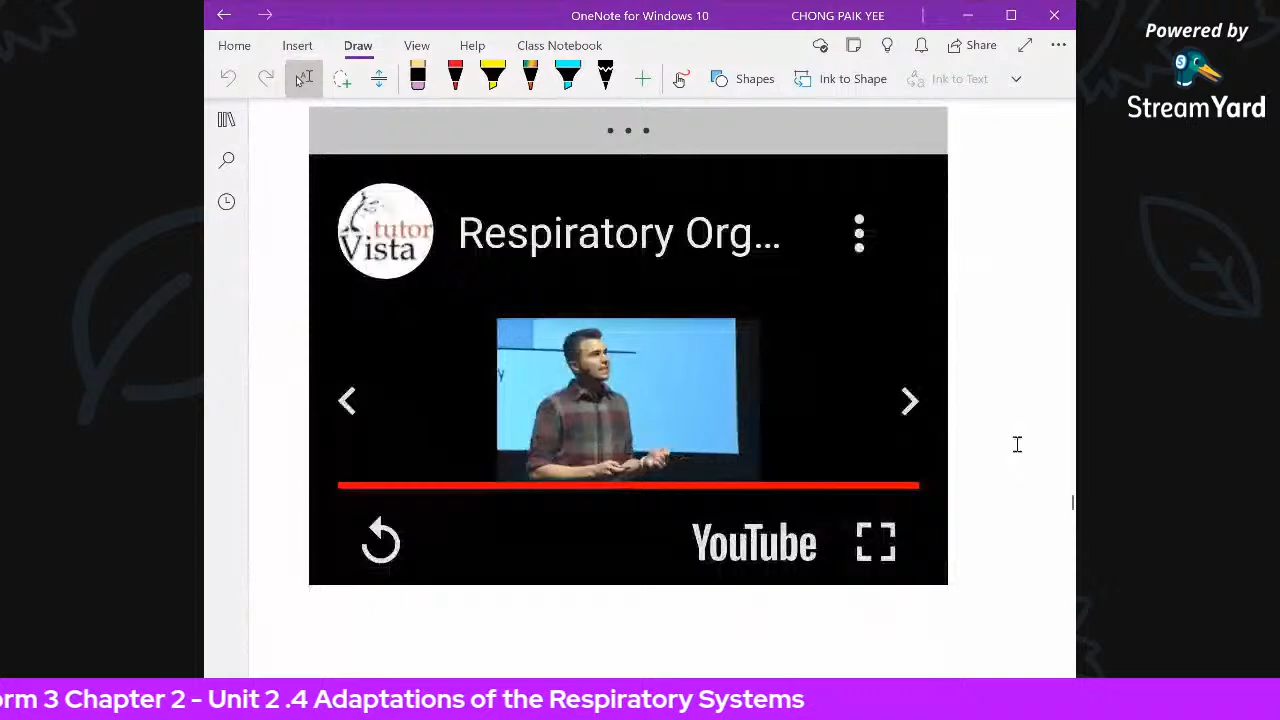 OneNote for Windows 10
CHONG PAIK YEE
Powered by
StreamYard
Home Insert Draw View Help Class Notebook Share
Shapes Ink to Shape Ink to Text
tutor
Vista
Respiratory Org...
y
YouTube
orm 3 Chapter 2 - Unit 2 .4 Adaptations of the Respiratory Systems